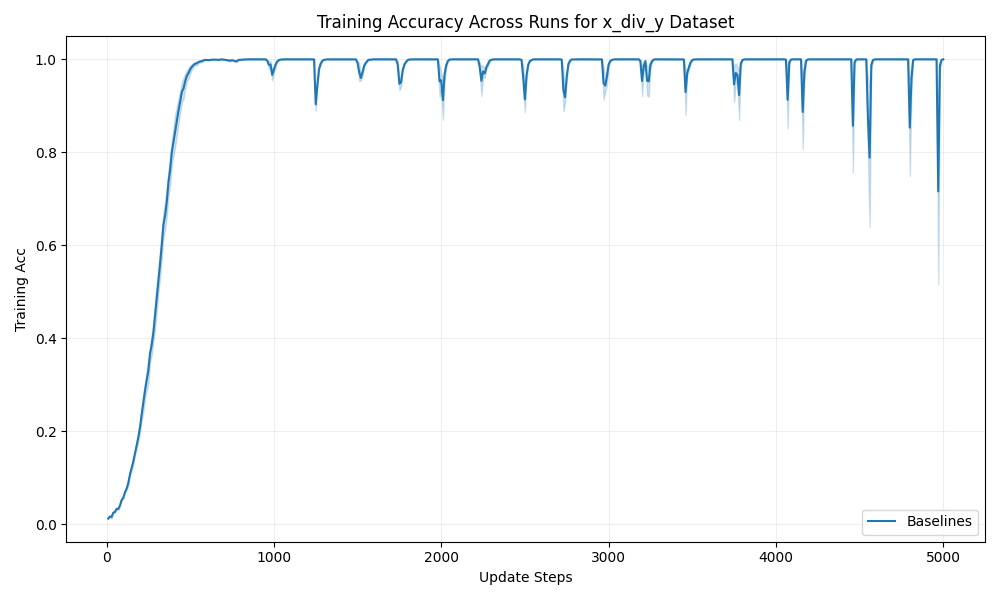 Training Accuracy Across Runs for x_div_y Dataset
Training Acc
1.0
0.8
0.6
0.4
0.2
0.0
0 1000 2000 3000 4000 5000
Update Steps
Baselines